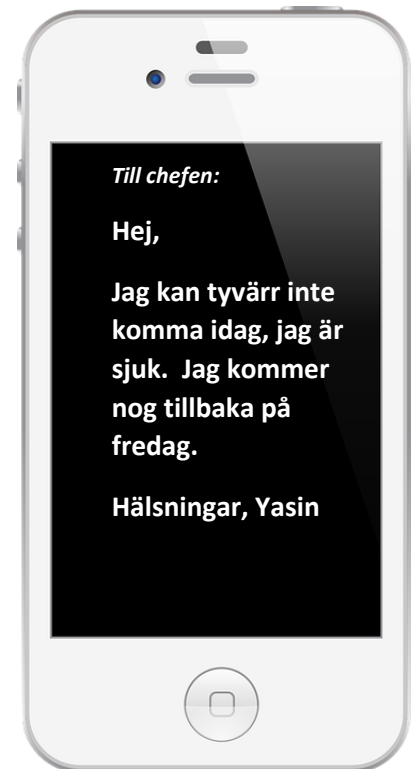 Till chefen:
Hej,
Jag kan tyvärr inte
komma idag, jag är
sjuk.  Jag kommer
nog tillbaka på
fredag.
Hälsningar, Yasin